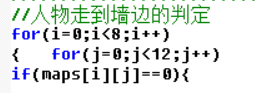 //人物走到墙边的判定
for(i=0;i<8;i++)
{    for(j=0;j<12;j++)
if(maps[i][j]==0){